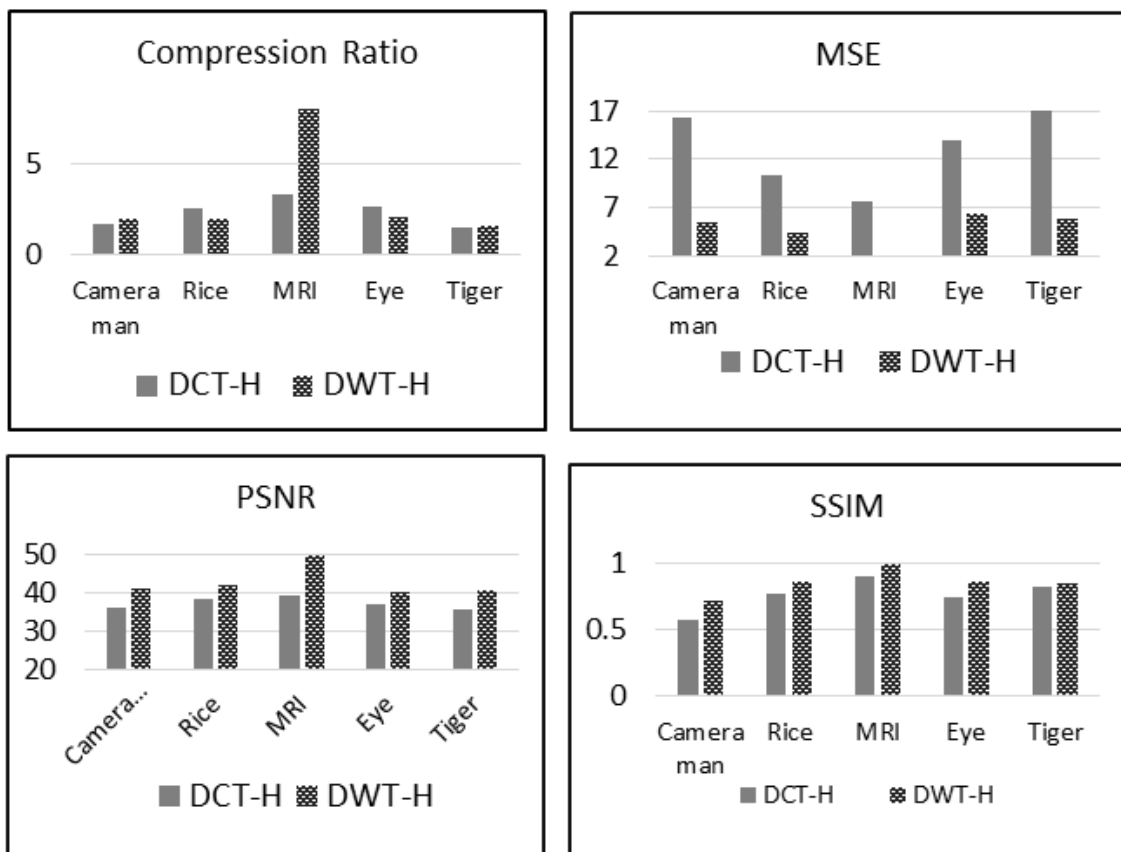 Compression Ratio
5
0
Camera man Rice MRI Eye Tiger
DCT-H DWT-H
MSE
17
12
7
2
Camera man Rice MRI Eye Tiger
DCT-H DWT-H
PSNR
50
40
30
20
Camera... Rice MRI Eye Tiger
DCT-H DWT-H
SSIM
1
0.5
0
Camera man Rice MRI Eye Tiger
DCT-H DWT-H